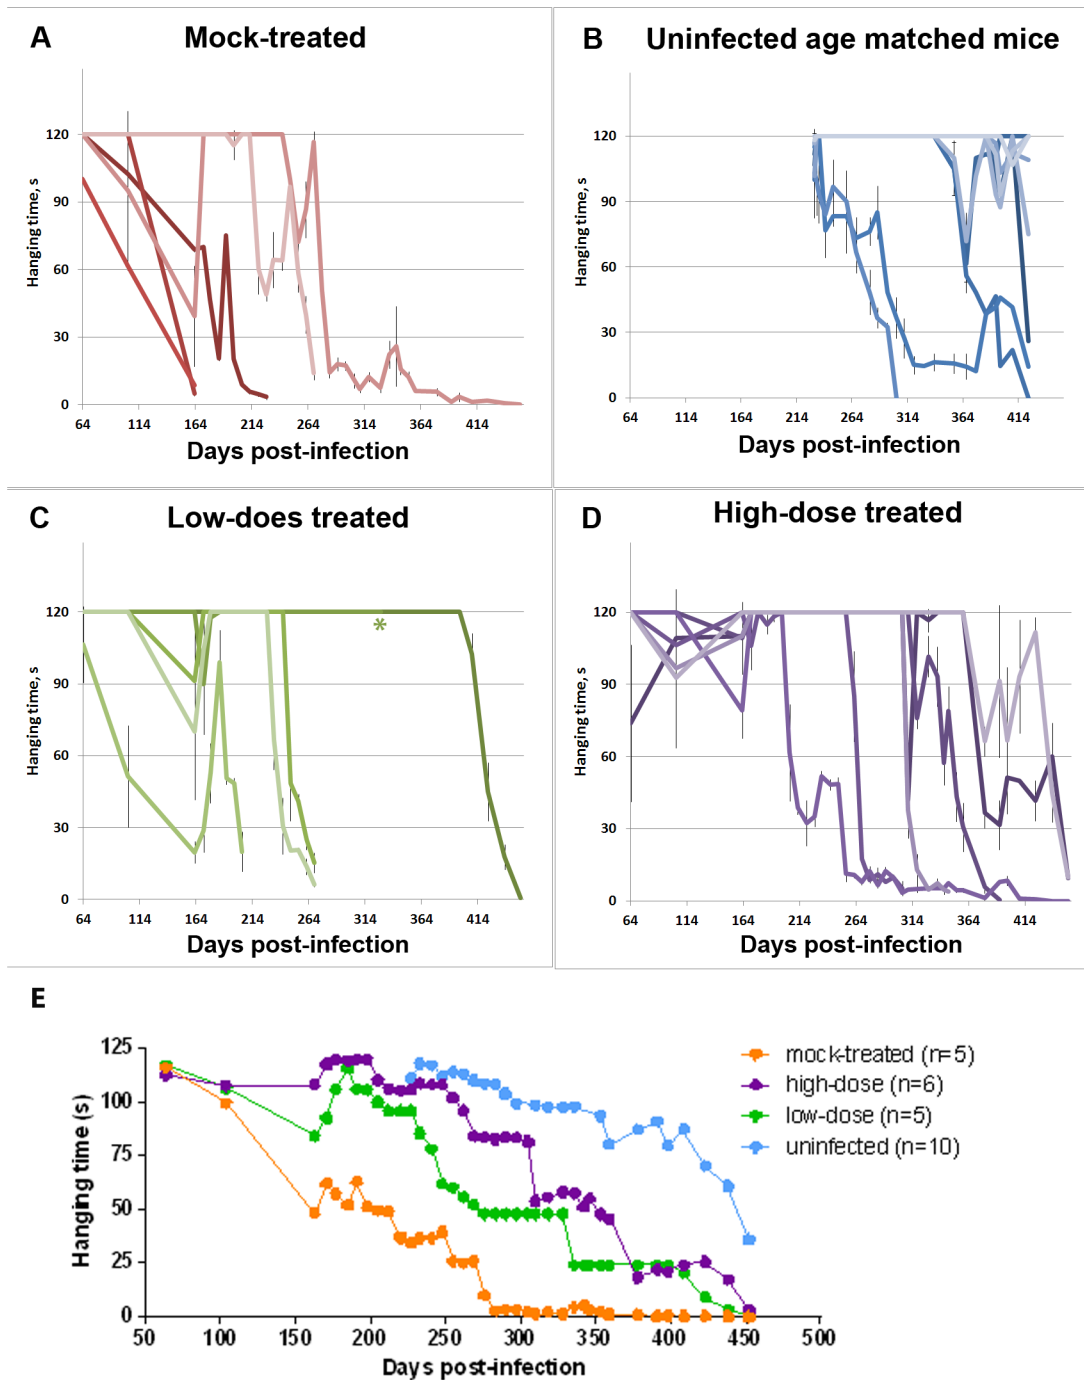 A
Mock-treated
Hanging time, s
120
90
60
30
0
64 114 164 214 264 314 364 414
Days post-infection
B
Uninfected age matched mice
Hanging time, s
120
90
60
30
0
64 114 164 214 264 314 364 414
Days post-infection
C
Low-does treated
Hanging time, s
120
90
60
30
0
*
64 114 164 214 264 314 364 414
Days post-infection
D
High-dose treated
Hanging time, s
120
90
60
30
0
64 114 164 214 264 314 364 414
Days post-infection
E
Hanging time (s)
125
100
75
50
25
0
50 100 150 200 250 300 350 400 450 500
Days post-infection
mock-treated (n=5)
high-dose (n=6)
low-dose (n=5)
uninfected (n=10)